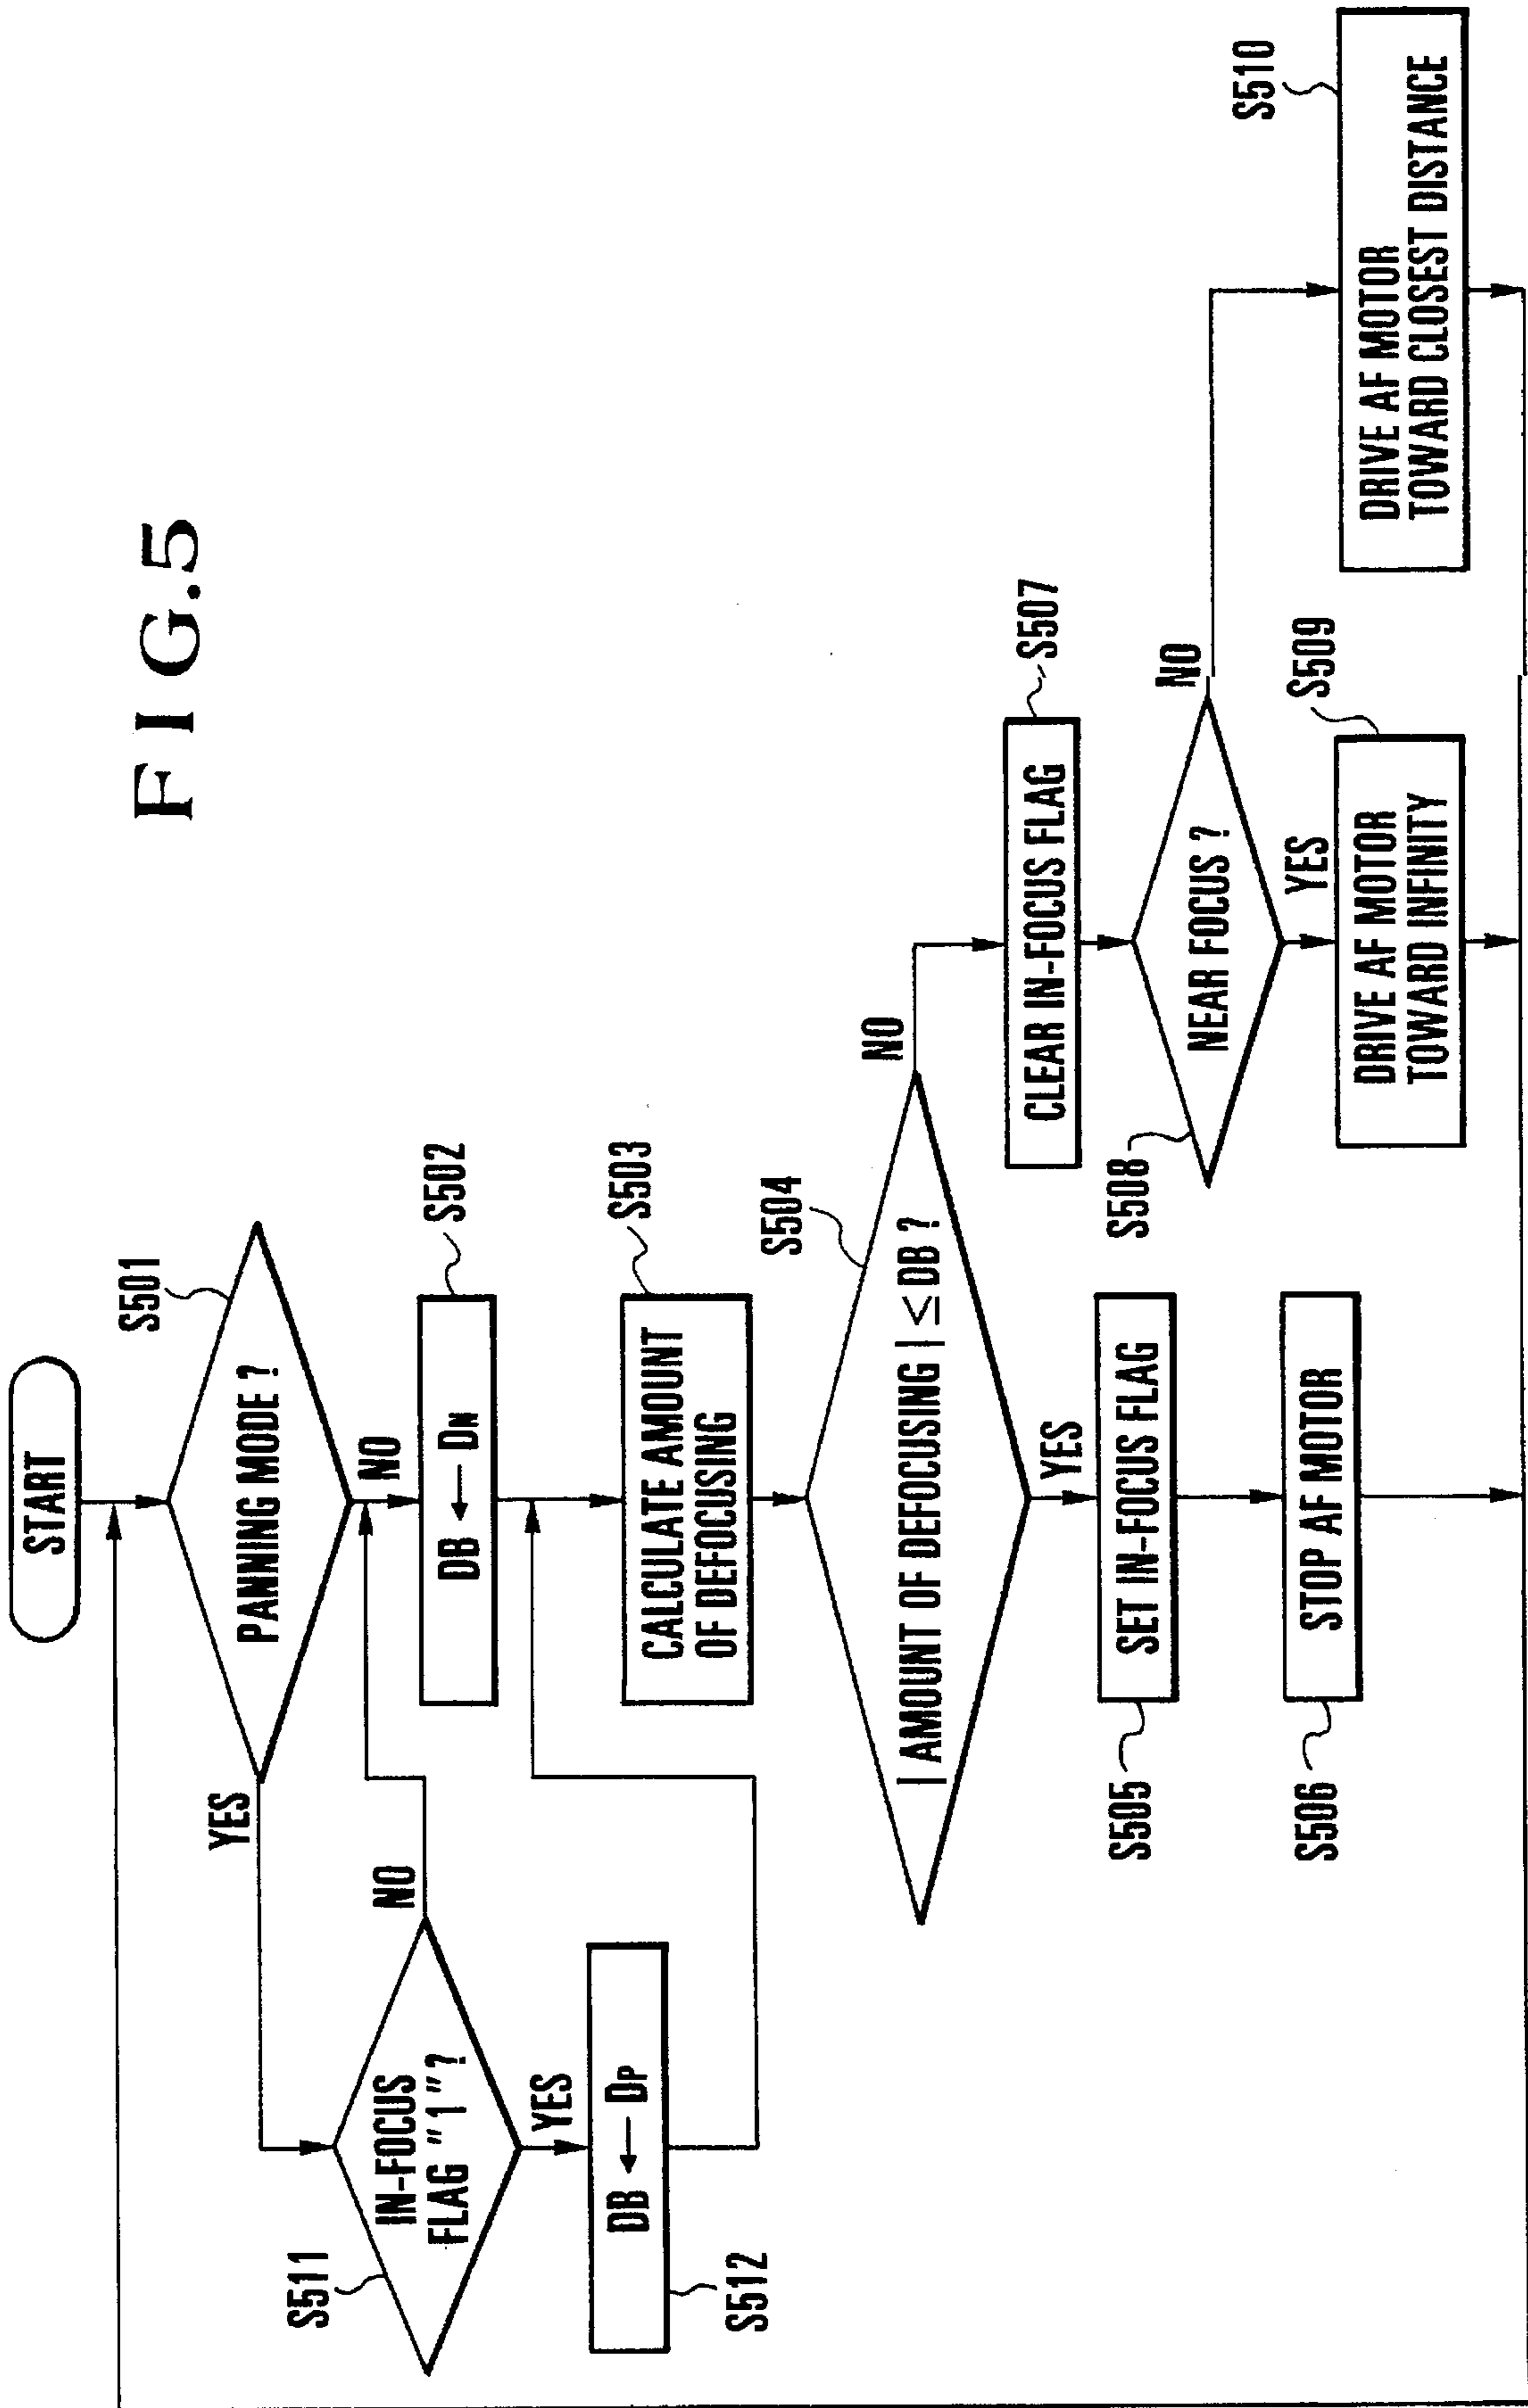 FIG.5
START
PANNING MODE ?
S501
YES
NO
IN-FOCUS
FLAG "1" ?
S511
NO
YES
DB ← DN
S502
DB ← DP
S512
CALCULATE AMOUNT
OF DEFOCUSING
S503
| AMOUNT OF DEFOCUSING | ≤ DB ?
S504
NO
YES
SET IN-FOCUS FLAG
S505
STOP AF MOTOR
S506
CLEAR IN-FOCUS FLAG
S507
NEAR FOCUS ?
S508
NO
YES
DRIVE AF MOTOR
TOWARD INFINITY
S509
DRIVE AF MOTOR
TOWARD CLOSEST DISTANCE
S510